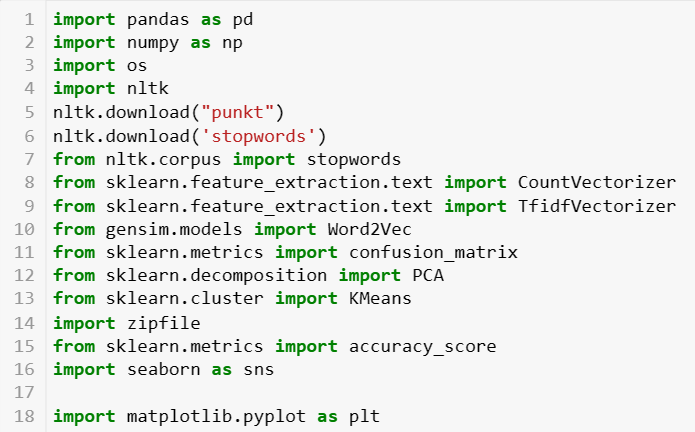 1 import pandas as pd
2 import numpy as np
3 import os
4 import nltk
5 nltk.download("punkt")
6 nltk.download('stopwords')
7 from nltk.corpus import stopwords
8 from sklearn.feature_extraction.text import CountVectorizer
9 from sklearn.feature_extraction.text import TfidfVectorizer
10 from gensim.models import Word2Vec
11 from sklearn.metrics import confusion_matrix
12 from sklearn.decomposition import PCA
13 from sklearn.cluster import KMeans
14 import zipfile
15 from sklearn.metrics import accuracy_score
16 import seaborn as sns
17
18 import matplotlib.pyplot as plt